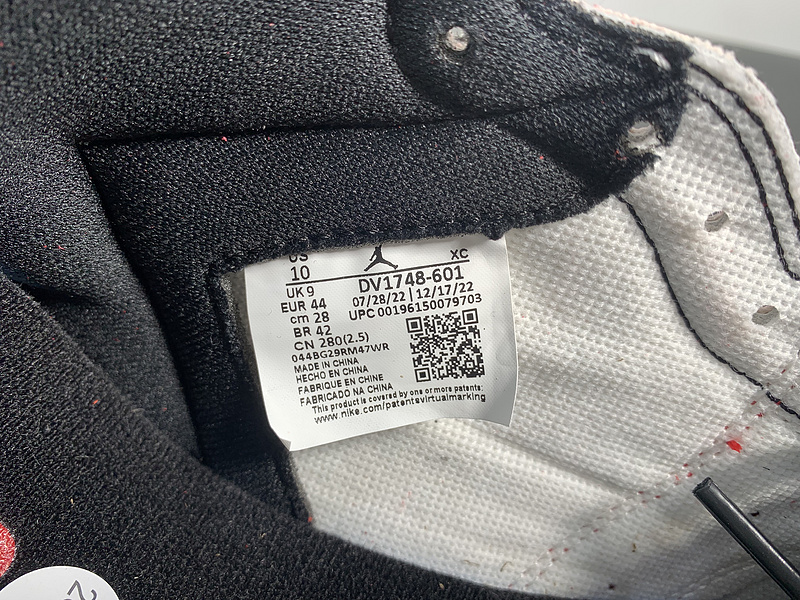 US
10
XC
UK 9
DV1748-601
EUR 44
07/28/22 | 12/17/22
cm 28
UPC 00196150079703
BR 42
CN 280(2.5)
044BG29RM47WR
MADE IN CHINA
HECHO EN CHINA
FABRIQUE EN CHINE
FABRICADO NA CHINA
This product is covered by ons or mors patents:
www.nike.com/patentsvirtualmarking